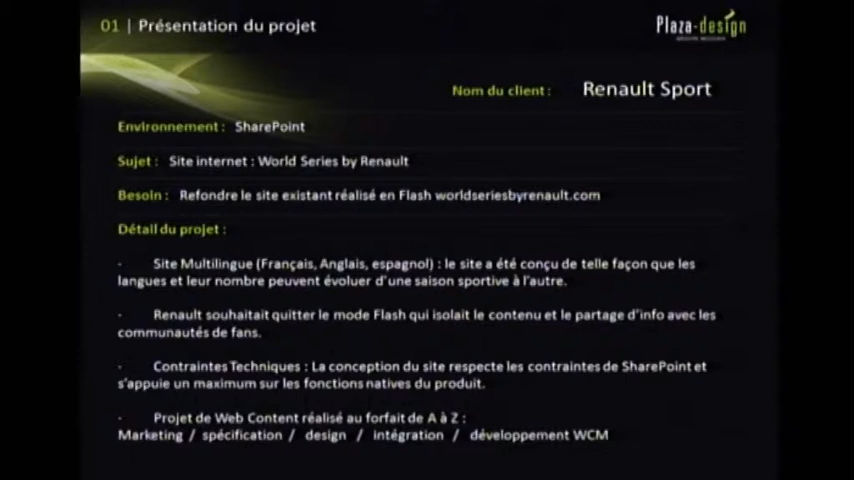 01 | Présentation du projet
Plaza-design
Nom du client : Renault Sport
Environnement : SharePoint
Sujet : Site internet : World Series by Renault
Besoin : Refondre le site existant réalisé en Flash worldseriesbyrenault.com
Détail du projet :
· Site Multilingue (Français, Anglais, espagnol) : le site a été conçu de telle façon que les
langues et leur nombre peuvent évoluer d'une saison sportive à l'autre.
· Renault souhaitait quitter le mode Flash qui isolait le contenu et le partage d'info avec les
communautés de fans.
· Contraintes Techniques : La conception du site respecte les contraintes de SharePoint et
s'appuie un maximum sur les fonctions natives du produit.
· Projet de Web Content réalisé au forfait de A à Z :
Marketing / spécification / design / intégration / développement WCM